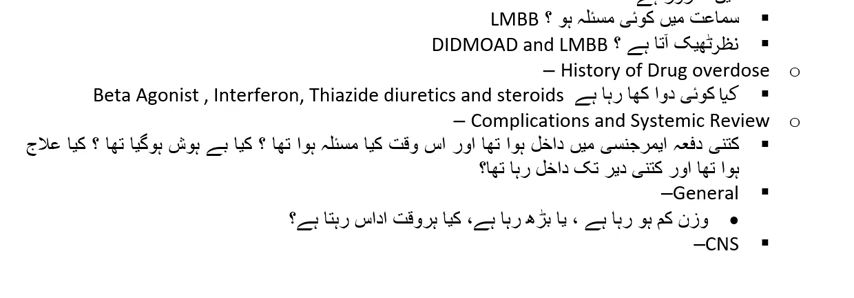 ▪ سماعت میں کوئی مسئلہ ہو ؟ LMBB
▪ نظرٹھیک آتا ہے ؟ DIDMOAD and LMBB
o History of Drug overdose –
▪ کیا کوئی دوا کھا رہا ہے Beta Agonist , Interferon, Thiazide diuretics and steroids
o Complications and Systemic Review –
▪ کتنی دفعہ ایمرجنسی میں داخل ہوا تھا اور اس وقت کیا مسئلہ ہوا تھا ؟ کیا بے ہوش ہوگیا تھا ؟ کیا علاج
ہوا تھا اور کتنی دیر تک داخل رہا تھا؟
▪ General–
• وزن کم ہو رہا ہے ، یا بڑھ رہا ہے، کیا ہروقت اداس رہتا ہے؟
▪ CNS–